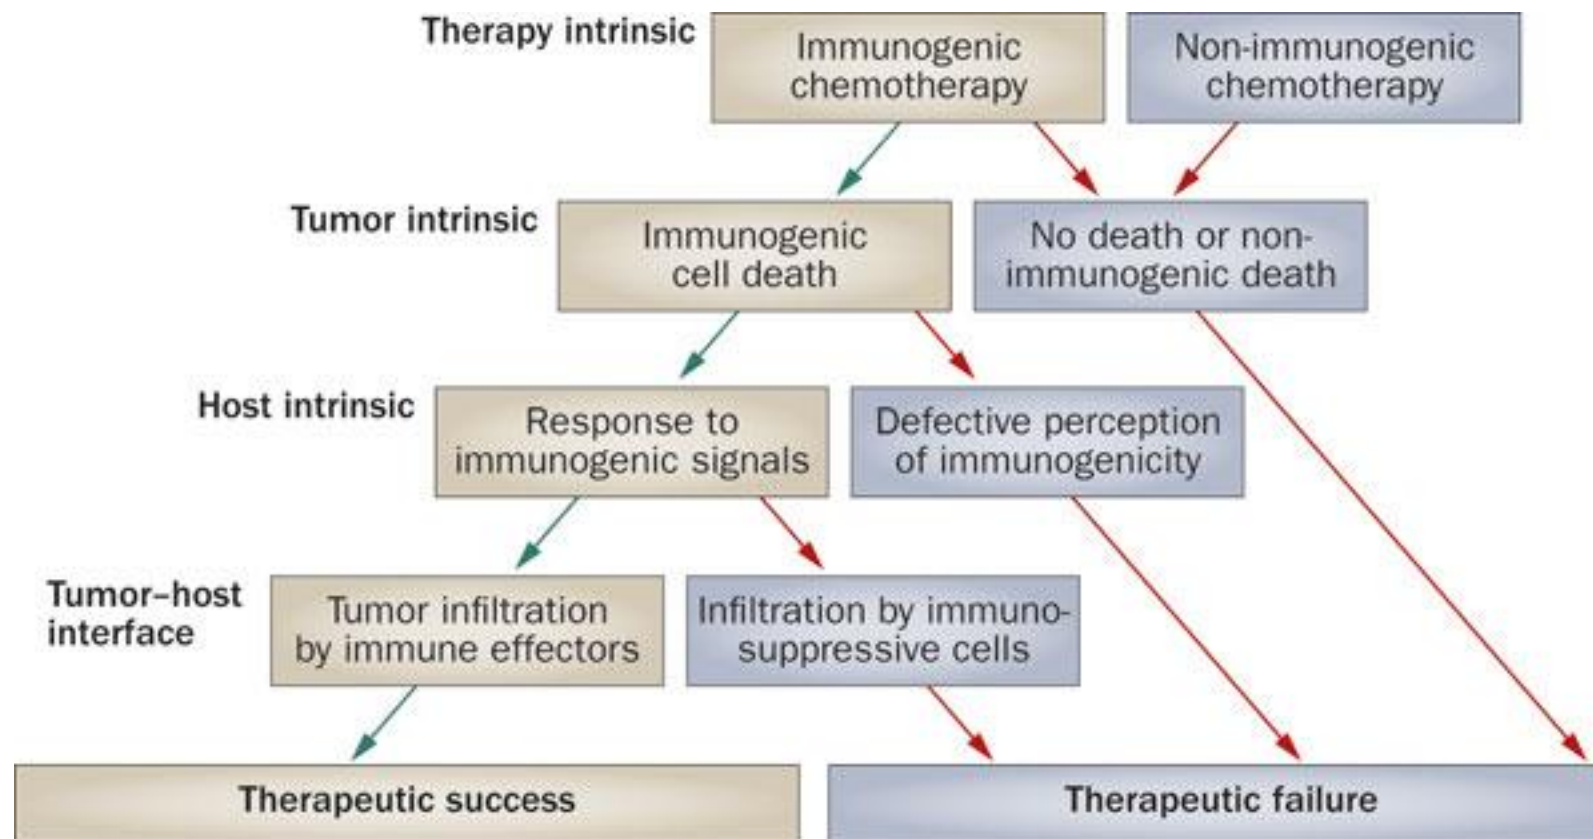 Therapy intrinsic
Immunogenic
chemotherapy
Non-immunogenic
chemotherapy
Tumor intrinsic
Immunogenic
cell death
No death or non-
immunogenic death
Host intrinsic
Response to
immunogenic signals
Defective perception
of immunogenicity
Tumor–host
interface
Tumor infiltration
by immune effectors
Infiltration by immuno-
suppressive cells
Therapeutic success
Therapeutic failure